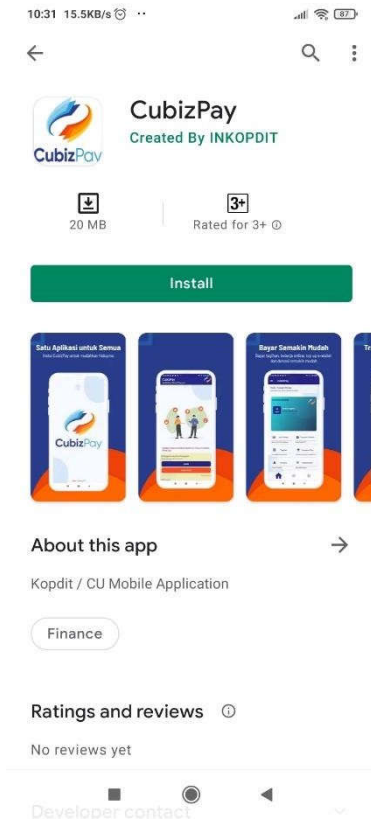 10:31 15.5KB/s
87
CubizPay
Created By INKOPDIT
CubizPay
20 MB
3+
Rated for 3+
Install
Satu Aplikasi untuk Semua
CubizPay
Bayar Semakin Mudah
Tr
About this app
Kopdit / CU Mobile Application
Finance
Ratings and reviews
No reviews yet
Developer contact